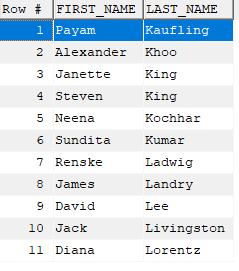 Row # FIRST_NAME LAST_NAME
1 Payam Kaufling
2 Alexander Khoo
3 Janette King
4 Steven King
5 Neena Kochhar
6 Sundita Kumar
7 Renske Ladwig
8 James Landry
9 David Lee
10 Jack Livingston
11 Diana Lorentz